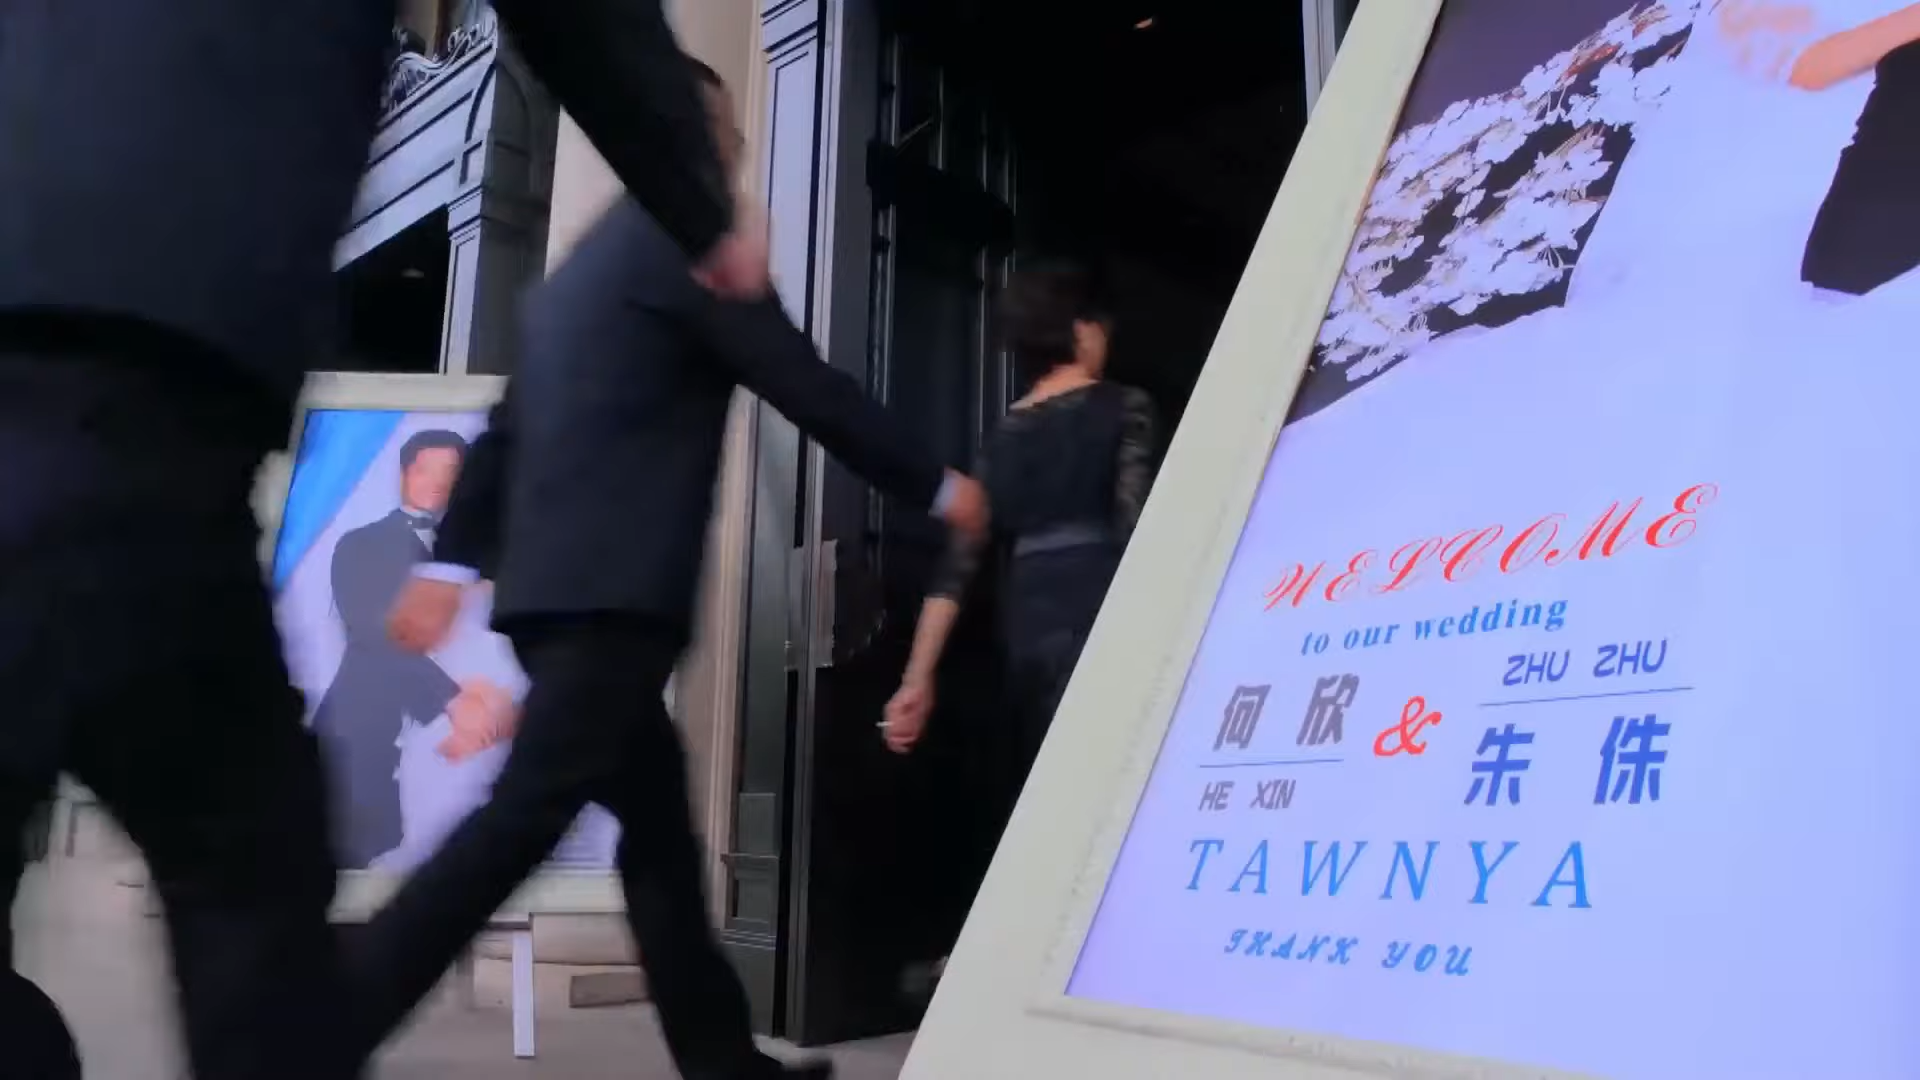 WELCOME
to our wedding
ZHU ZHU
何 欣 & 朱 侏
HE XIN
TAWNYA
THANK YOU